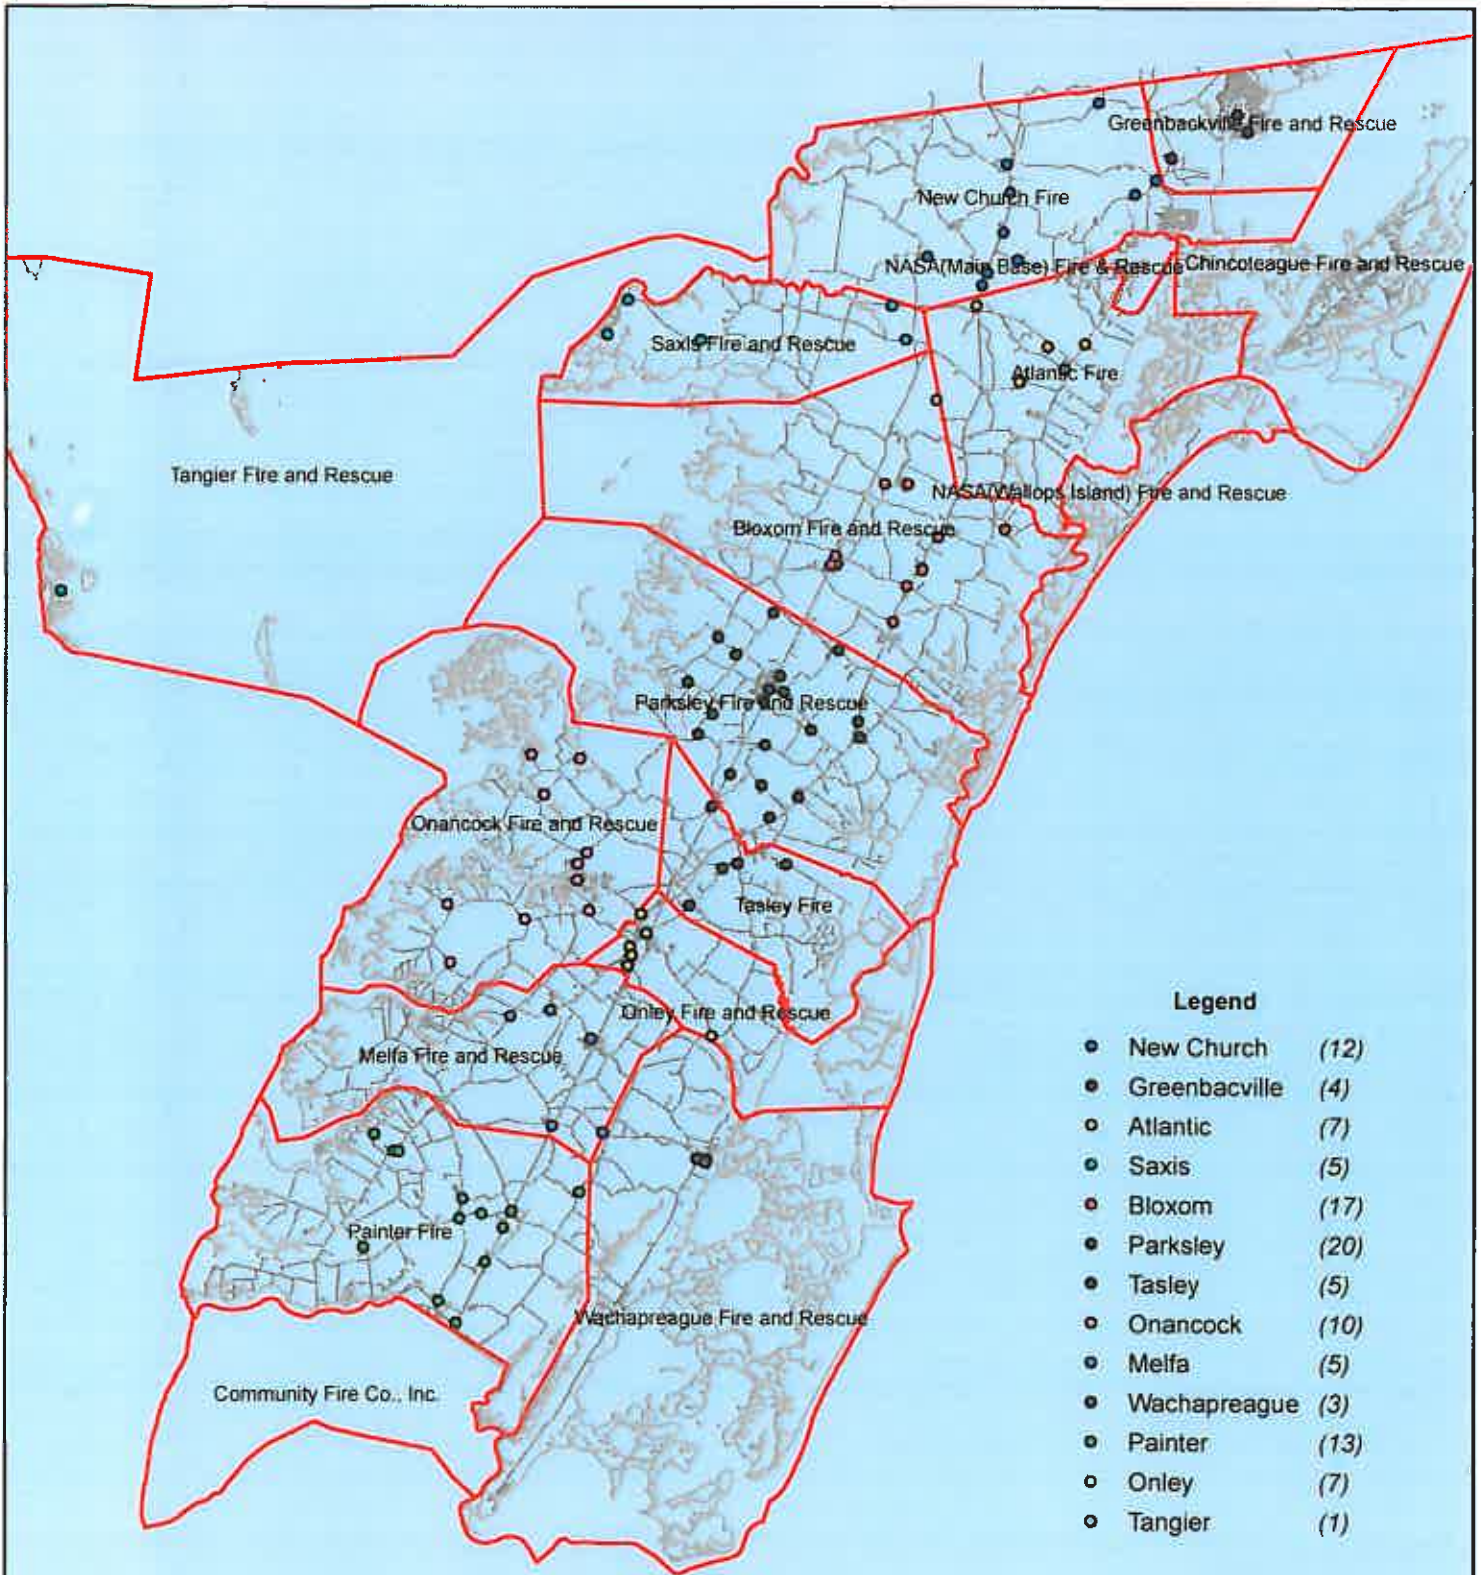 Greenbackville Fire and Rescue
New Church Fire
NASA(Main Base) Fire & Rescue
Chincoteague Fire and Rescue
Saxis Fire and Rescue
Atlantic Fire
Tangier Fire and Rescue
NASA(Wallops Island) Fire and Rescue
Bloxom Fire and Rescue
Parksley Fire and Rescue
Onancock Fire and Rescue
Tasley Fire
Onley Fire and Rescue
Melfa Fire and Rescue
Painter Fire
Wachapreague Fire and Rescue
Community Fire Co., Inc.
Legend
New Church (12)
Greenbacville (4)
Atlantic (7)
Saxis (5)
Bloxom (17)
Parksley (20)
Tasley (5)
Onancock (10)
Melfa (5)
Wachapreague (3)
Painter (13)
Onley (7)
Tangier (1)